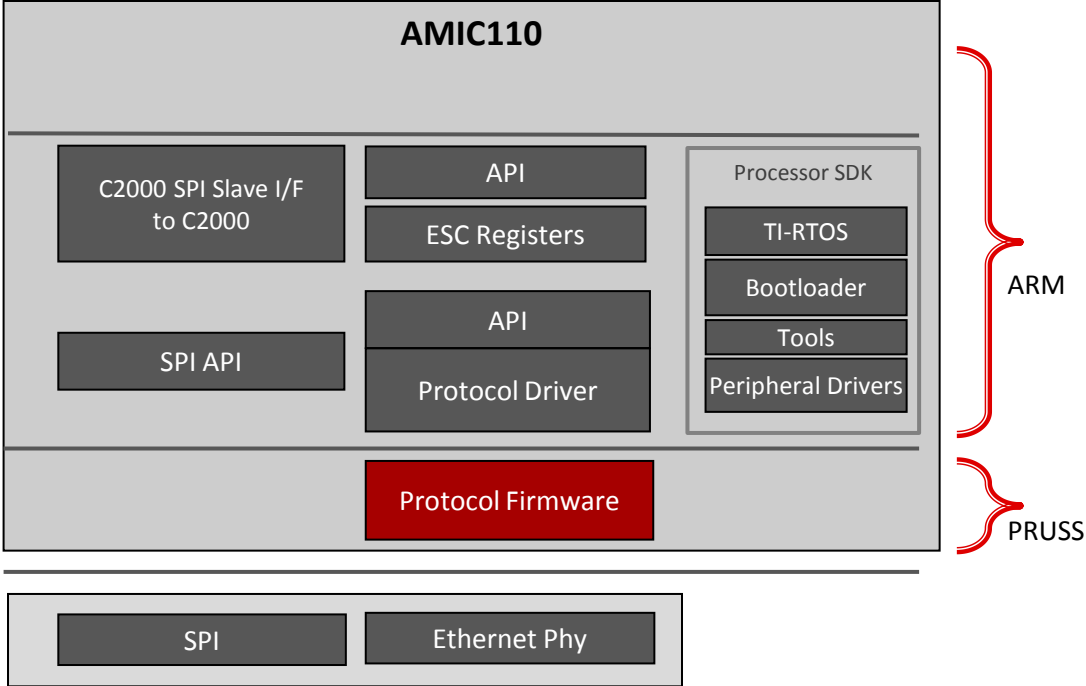 AMIC110
C2000 SPI Slave I/F
to C2000
API
ESC Registers
SPI API
API
Protocol Driver
Processor SDK
TI-RTOS
Bootloader
Tools
Peripheral Drivers
ARM
Protocol Firmware
PRUSS
SPI
Ethernet Phy